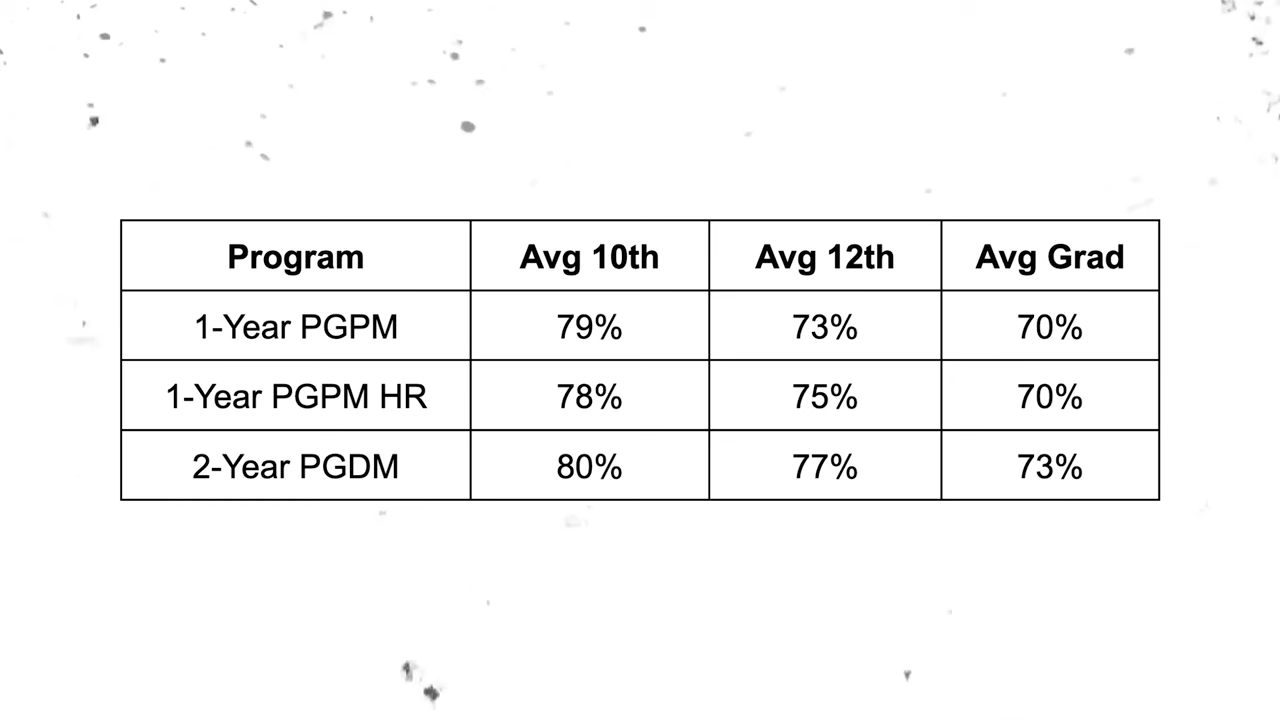 Program Avg 10th Avg 12th Avg Grad
1-Year PGPM 79% 73% 70%
1-Year PGPM HR 78% 75% 70%
2-Year PGDM 80% 77% 73%